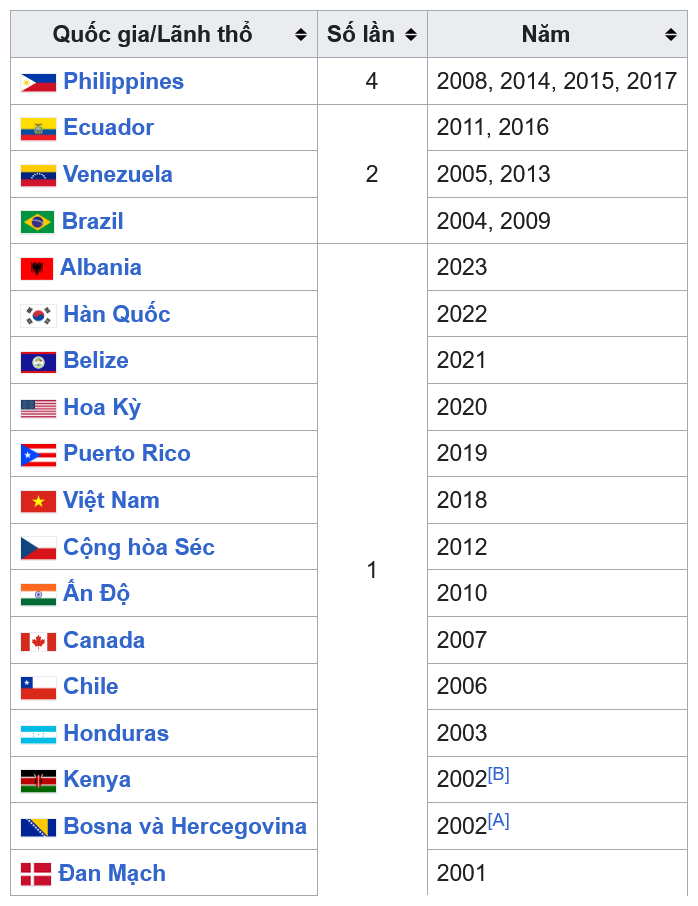 Quốc gia/Lãnh thổ Số lần Năm
Philippines 4 2008, 2014, 2015, 2017
Ecuador 2 2011, 2016
Venezuela 2005, 2013
Brazil 2004, 2009
Albania 1 2023
Hàn Quốc 2022
Belize 2021
Hoa Kỳ 2020
Puerto Rico 2019
Việt Nam 2018
Cộng hòa Séc 2012
Ấn Độ 2010
Canada 2007
Chile 2006
Honduras 2003
Kenya 2002[B]
Bosna và Hercegovina 2002[A]
Đan Mạch 2001